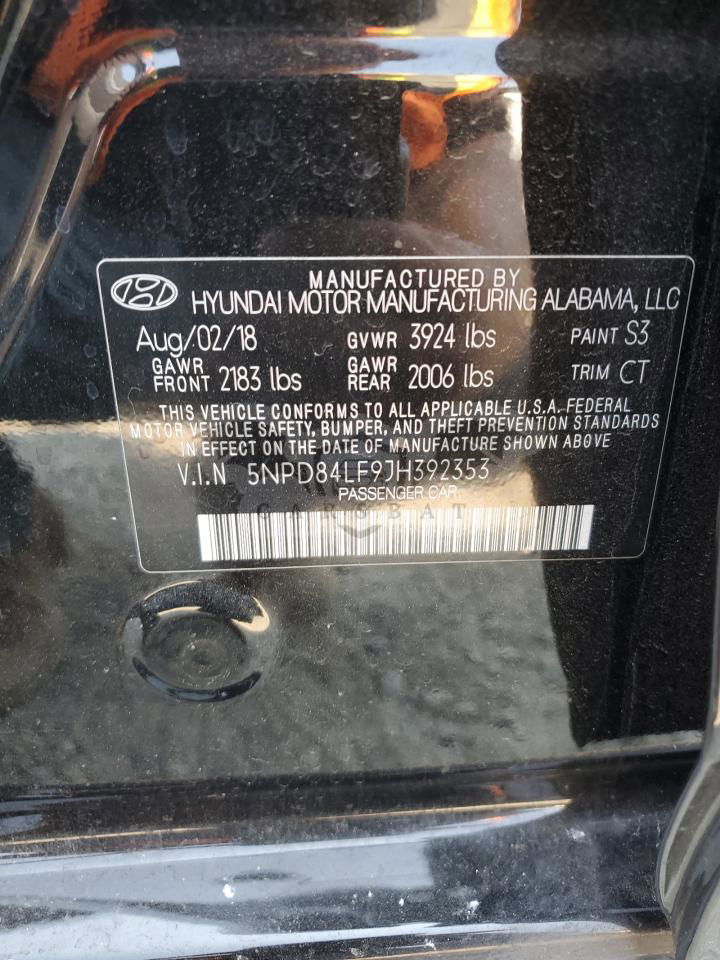 MANUFACTURED BY
HYUNDAI MOTOR MANUFACTURING ALABAMA, LLC
Aug/02/18 GVWR 3924 lbs PAINT S3
GAWR FRONT 2183 lbs GAWR REAR 2006 lbs TRIM CT
THIS VEHICLE CONFORMS TO ALL APPLICABLE U.S.A. FEDERAL
MOTOR VEHICLE SAFETY, BUMPER, AND THEFT PREVENTION STANDARDS
IN EFFECT ON THE DATE OF MANUFACTURE SHOWN ABOVE
V.I.N 5NPD84LF9JH392353
PASSENGER CAR
CARSBAT